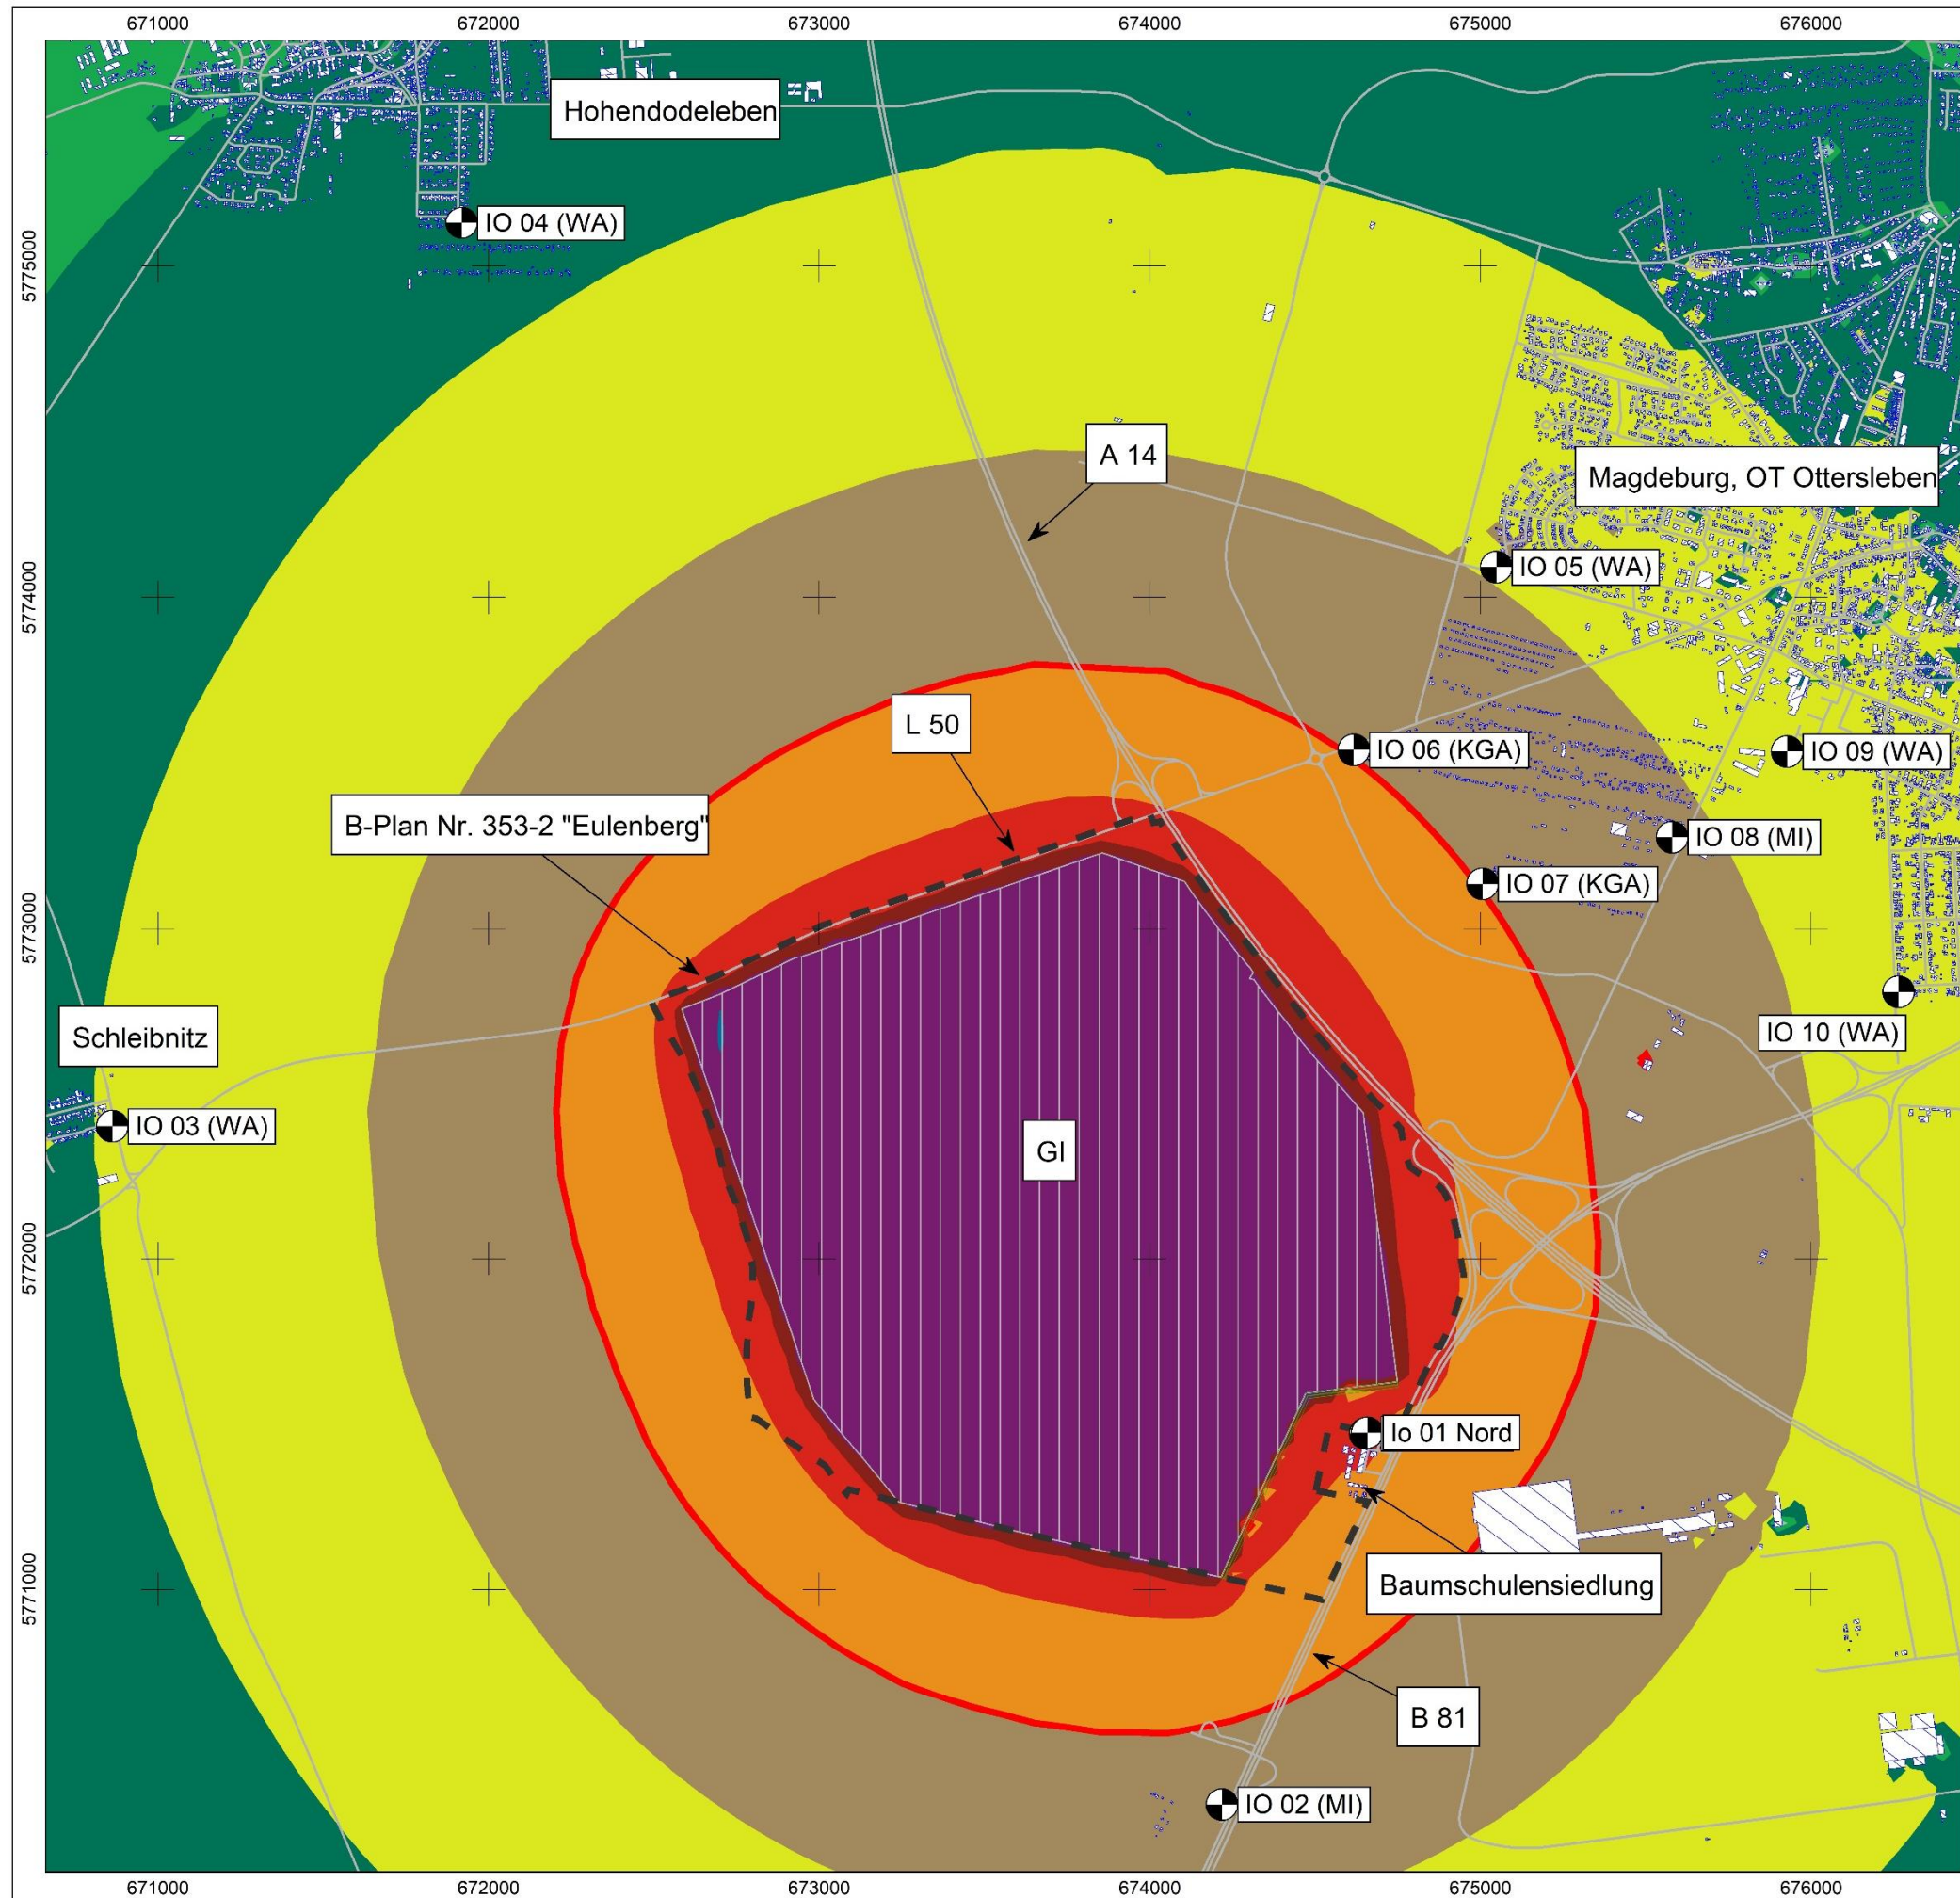 671000 672000 673000 674000 675000 676000
Hohendodeleben
IO 04 (WA)
5775000
A 14
Magdeburg, OT Ottersleben
IO 05 (WA)
5774000
L 50
IO 06 (KGA)
IO 09 (WA)
B-Plan Nr. 353-2 "Eulenberg"
IO 08 (MI)
IO 07 (KGA)
5773000
Schleibnitz
IO 10 (WA)
IO 03 (WA)
GI
5772000
Io 01 Nord
Baumschulensiedlung
5771000
B 81
IO 02 (MI)
671000 672000 673000 674000 675000 676000